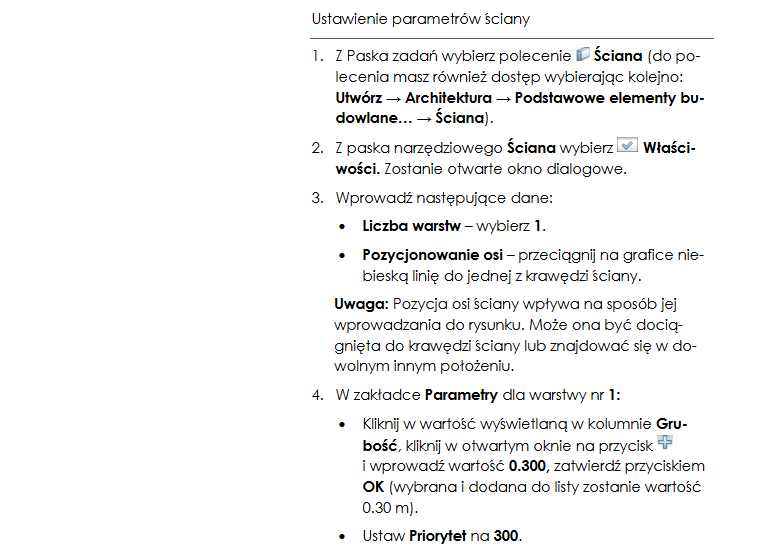 Ustawienie parametrów ściany
1. Z Paska zadań wybierz polecenie Ściana (do po-
lecenia masz również dostęp wybierając kolejno:
Utwórz → Architektura → Podstawowe elementy bu-
dowlane… → Ściana).
2. Z paska narzędziowego Ściana wybierz Właści-
wości. Zostanie otwarte okno dialogowe.
3. Wprowadź następujące dane:
• Liczba warstw – wybierz 1.
• Pozycjonowanie osi – przeciągnij na grafice nie-
bieską linię do jednej z krawędzi ściany.
Uwaga: Pozycja osi ściany wpływa na sposób jej
wprowadzania do rysunku. Może ona być docią-
gnięta do krawędzi ściany lub znajdować się w do-
wolnym innym położeniu.
4. W zakładce Parametry dla warstwy nr 1:
• Kliknij w wartość wyświetlaną w kolumnie Gru-
bość, kliknij w otwartym oknie na przycisk
i wprowadź wartość 0.300, zatwierdź przyciskiem
OK (wybrana i dodana do listy zostanie wartość
0.30 m).
• Ustaw Priorytet na 300.